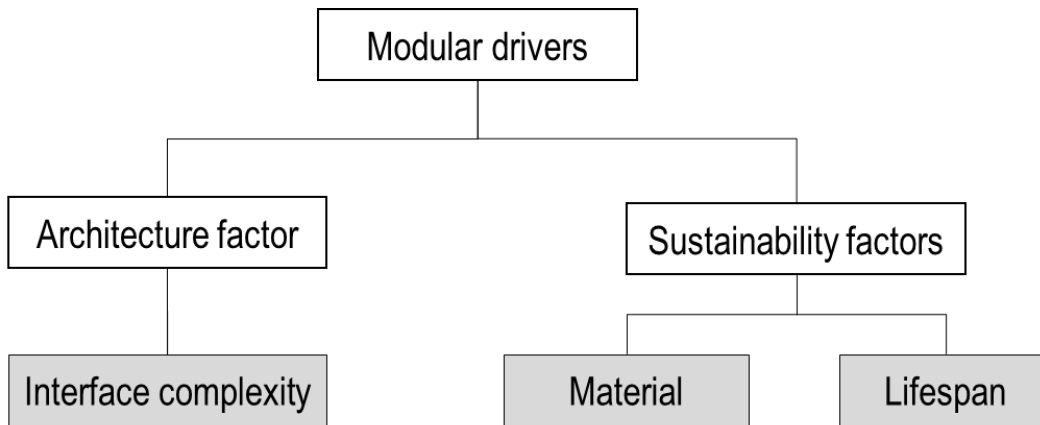 Modular drivers
Architecture factor
Sustainability factors
Interface complexity
Material
Lifespan